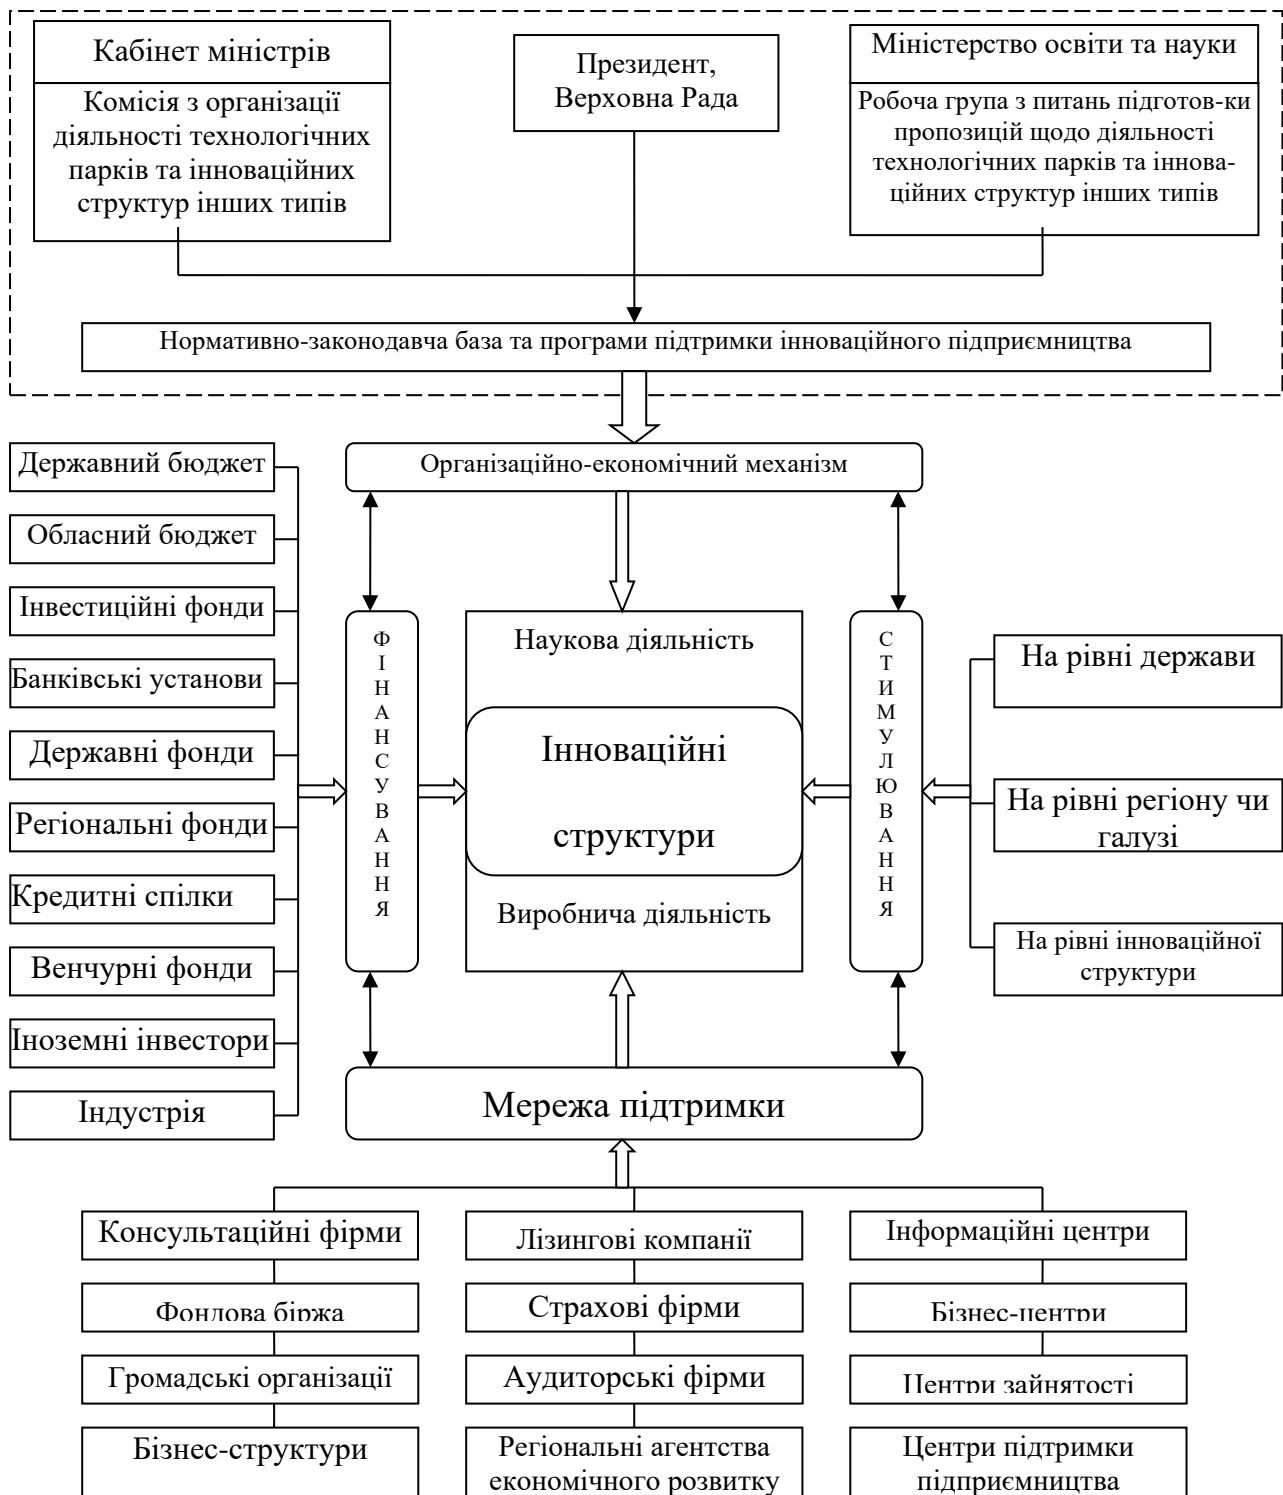 Кабінет міністрів
Комісія з організації
діяльності технологічних
парків та інноваційних
структур інших типів
Президент,
Верховна Рада
Міністерство освіти та науки
Робоча група з питань підготов-ки
пропозицій щодо діяльності
технологічних парків та іннова-
ційних структур інших типів
Нормативно-законодавча база та програми підтримки інноваційного підприємництва
Організаційно-економічний механізм
Державний бюджет
Обласний бюджет
Інвестиційні фонди
Банківські установи
Державні фонди
Регіональні фонди
Кредитні спілки
Венчурні фонди
Іноземні інвестори
Індустрія
ФІНАНСУВАННЯ
Наукова діяльність
Інноваційні
структури
Виробнича діяльність
СТИМУЛЮВАННЯ
На рівні держави
На рівні регіону чи
галузі
На рівні інноваційної
структури
Мережа підтримки
Консультаційні фірми
Фондова біржа
Громадські організації
Бізнес-структури
Лізингові компанії
Страхові фірми
Аудиторські фірми
Регіональні агентства
економічного розвитку
Інформаційні центри
Бізнес-центри
Центри зайнятості
Центри підтримки
підприємництва